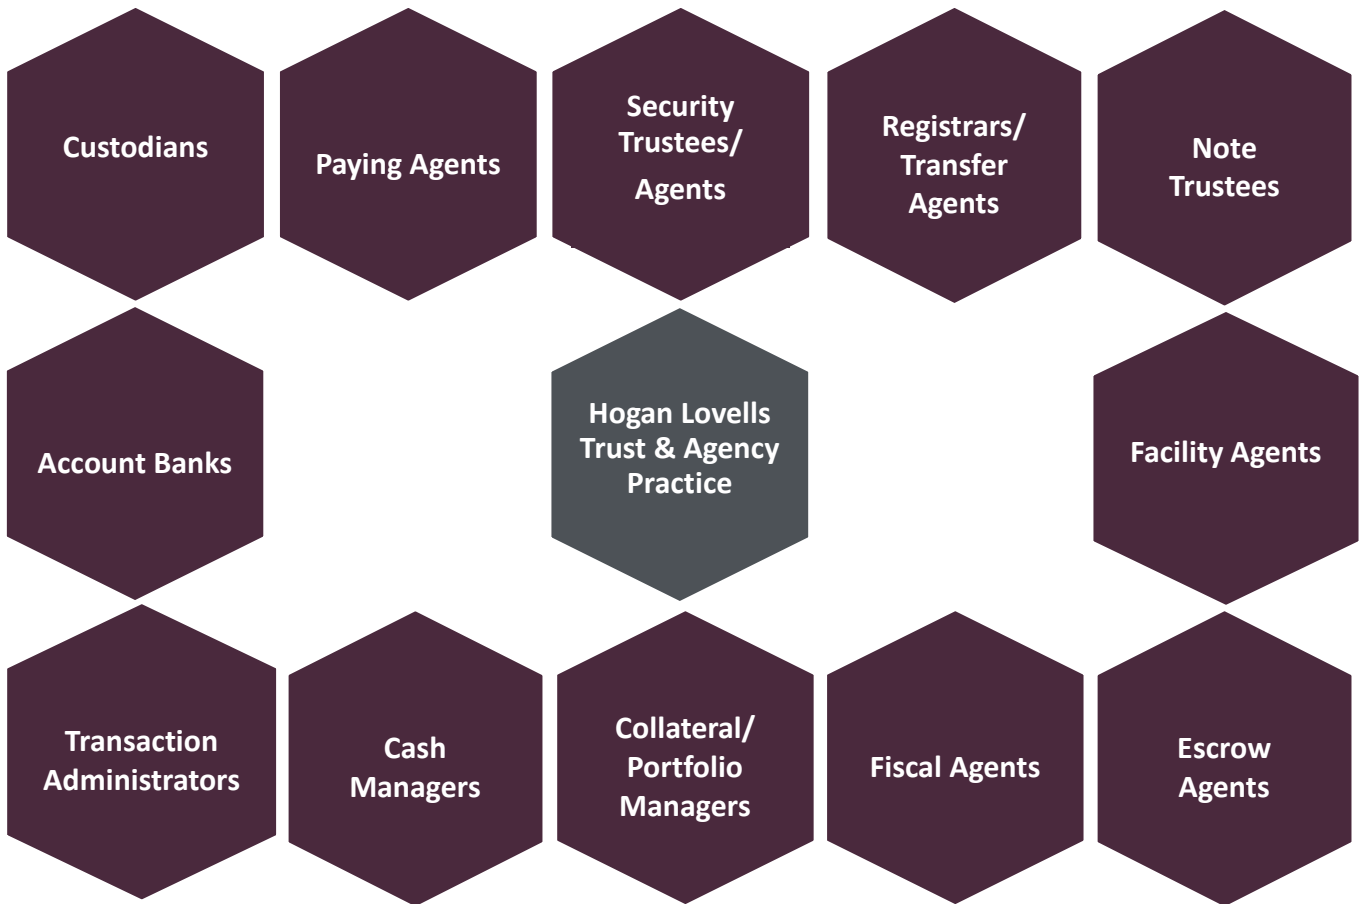 Custodians
Paying Agents
Security
Trustees/
Agents
Registrars/
Transfer
Agents
Note
Trustees
Account Banks
Hogan Lovells
Trust & Agency
Practice
Facility Agents
Transaction
Administrators
Cash
Managers
Collateral/
Portfolio
Managers
Fiscal Agents
Escrow
Agents